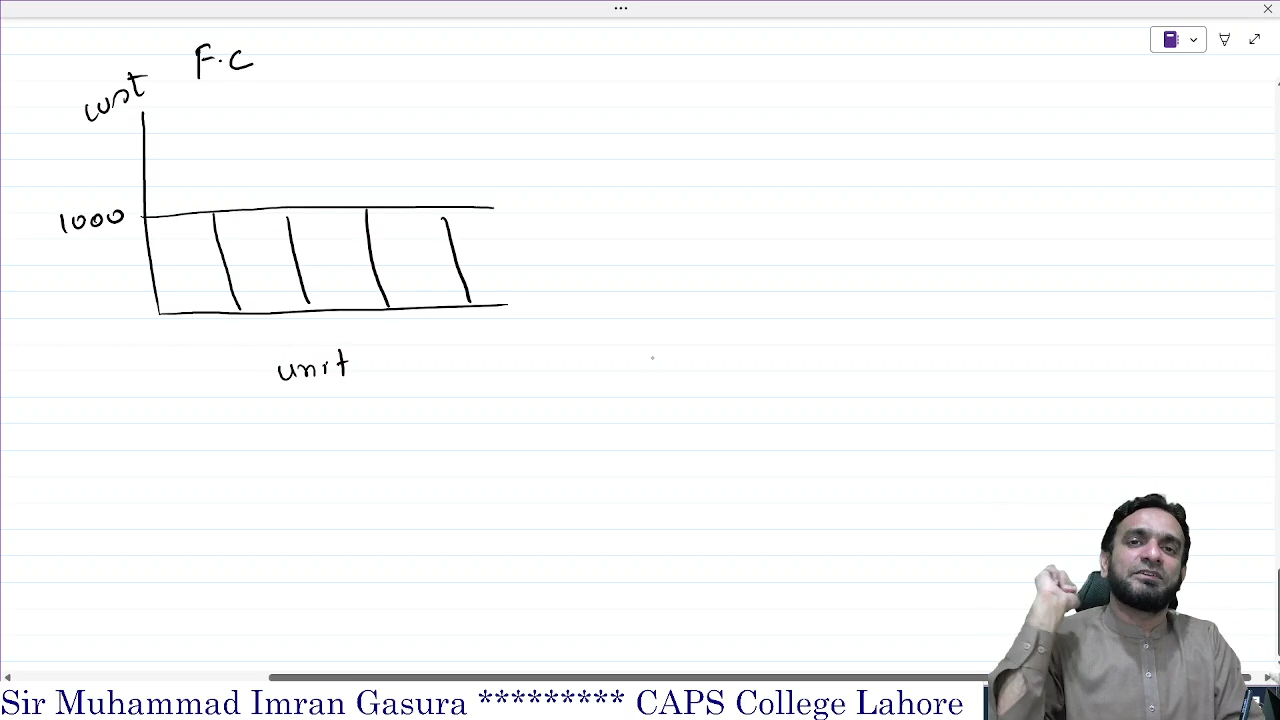 F.C
cost
1000
unit
Sir Muhammad Imran Gasura ********* CAPS College Lahore